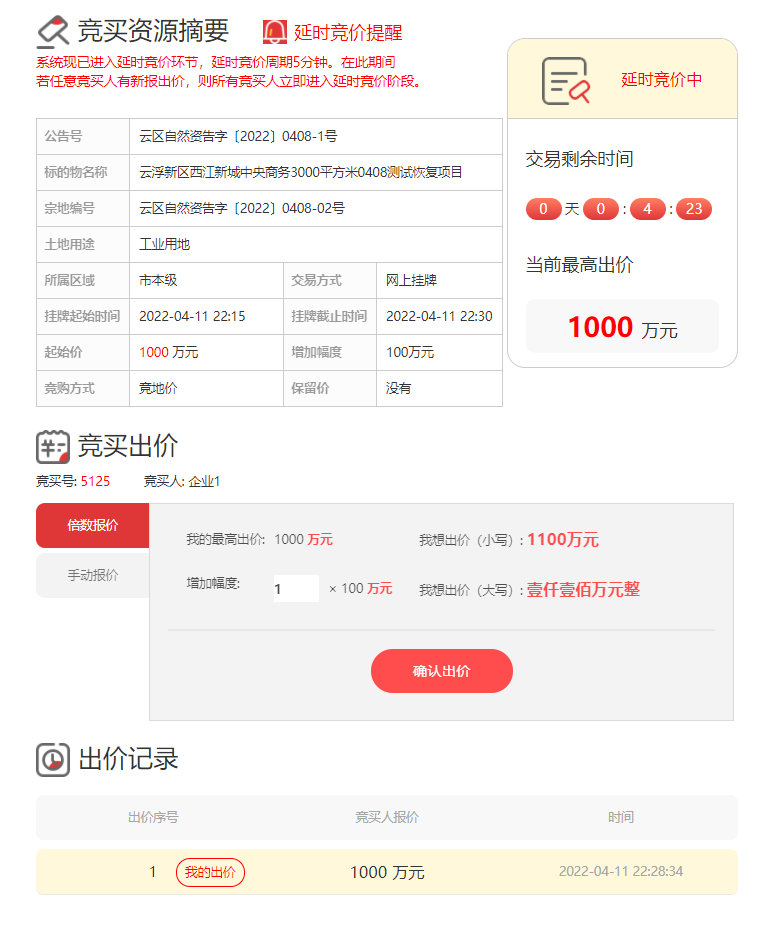 竞买资源摘要
延时竞价提醒
系统现已进入延时竞价环节，延时竞价周期5分钟。在此期间
若任意竞买人有新报出价，则所有竞买人立即进入延时竞价阶段。
延时竞价中
交易剩余时间
0 天 0 : 4 : 23
当前最高出价
1000 万元
公告号 云区自然资告字〔2022〕0408-1号
标的物名称 云浮新区西江新城中央商务3000平方米0408测试恢复项目
宗地编号 云区自然资告字〔2022〕0408-02号
土地用途 工业用地
所属区域 市本级 交易方式 网上挂牌
挂牌起始时间 2022-04-11 22:15 挂牌截止时间 2022-04-11 22:30
起始价 1000 万元 增加幅度 100万元
竞购方式 竞地价 保留价 没有
竞买出价
竞买号: 5125 竞买人: 企业1
倍数报价
手动报价
我的最高出价: 1000 万元 我想出价（小写）: 1100万元
增加幅度: 1 × 100 万元 我想出价（大写）: 壹仟壹佰万元整
确认出价
出价记录
出价序号 竞买人报价 时间
1 我的出价 1000 万元 2022-04-11 22:28:34